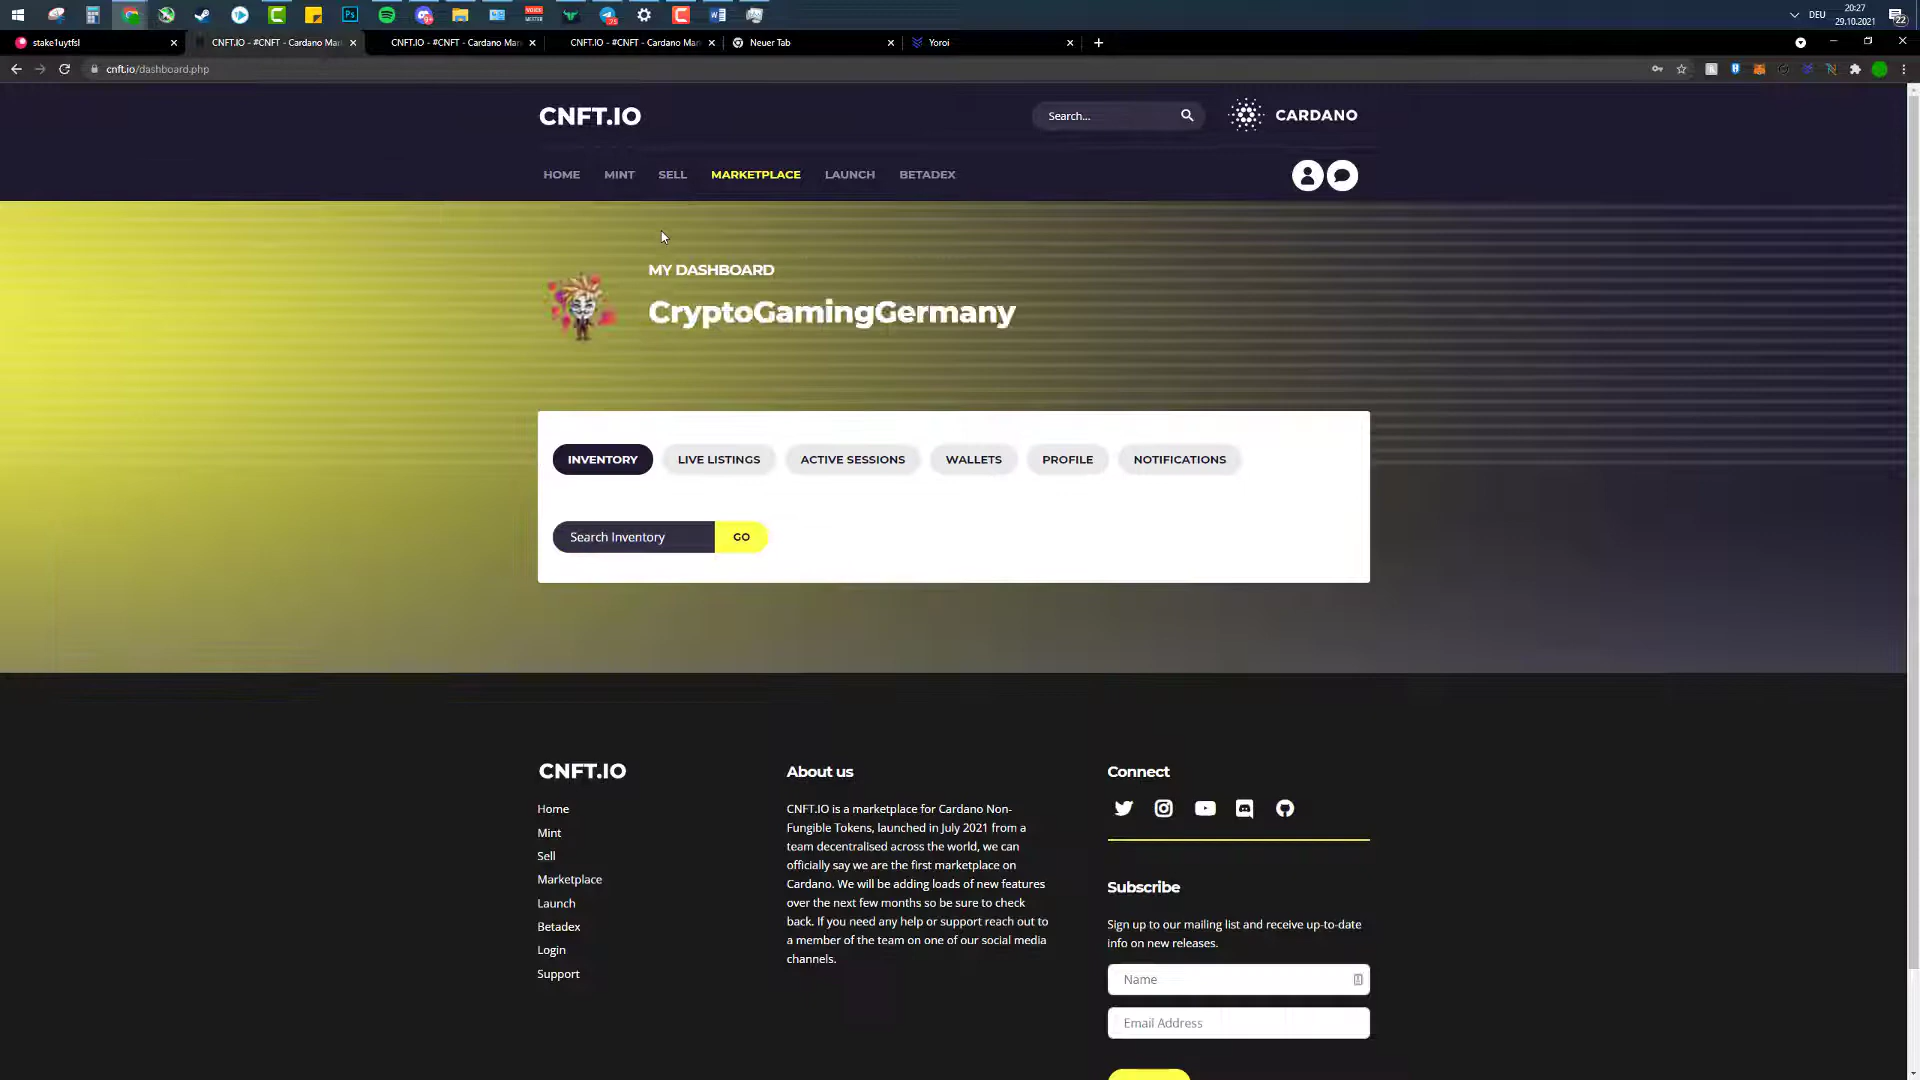 DEU
20:27
29.10.2021
22
stake1uytfsl
CNFT.IO - #CNFT - Cardano Mar
CNFT.IO - #CNFT - Cardano Mar
CNFT.IO - #CNFT - Cardano Mar
Neuer Tab
Yoroi
cnft.io/dashboard.php
CNFT.IO
Search...
CARDANO
HOME
MINT
SELL
MARKETPLACE
LAUNCH
BETADEX
MY DASHBOARD
CryptoGamingGermany
INVENTORY
LIVE LISTINGS
ACTIVE SESSIONS
WALLETS
PROFILE
NOTIFICATIONS
Search Inventory
GO
CNFT.IO
Home
Mint
Sell
Marketplace
Launch
Betadex
Login
Support
About us
CNFT.IO is a marketplace for Cardano Non-
Fungible Tokens, launched in July 2021 from a
team decentralised across the world, we can
officially say we are the first marketplace on
Cardano. We will be adding loads of new features
over the next few months so be sure to check
back. If you need any help or support reach out to
a member of the team on one of our social media
channels.
Connect
Subscribe
Sign up to our mailing list and receive up-to-date
info on new releases.
Name
Email Address